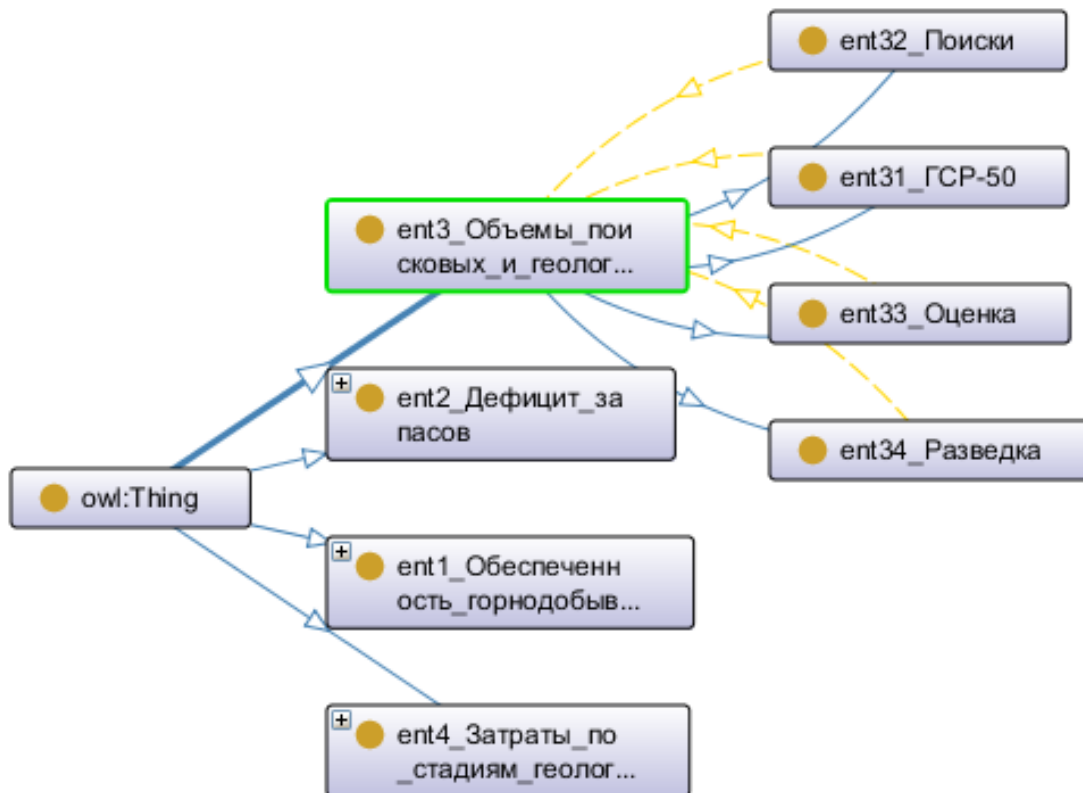 ent32_Поиски
ent31_ГСР-50
ent3_Объемы_пои
сковых_и_геолог...
ent33_Оценка
ent2_Дефицит_за
пасов
ent34_Разведка
owl:Thing
ent1_Обеспеченн
ость_горнодобыв...
ent4_Затраты_по
_стадиям_геолог...